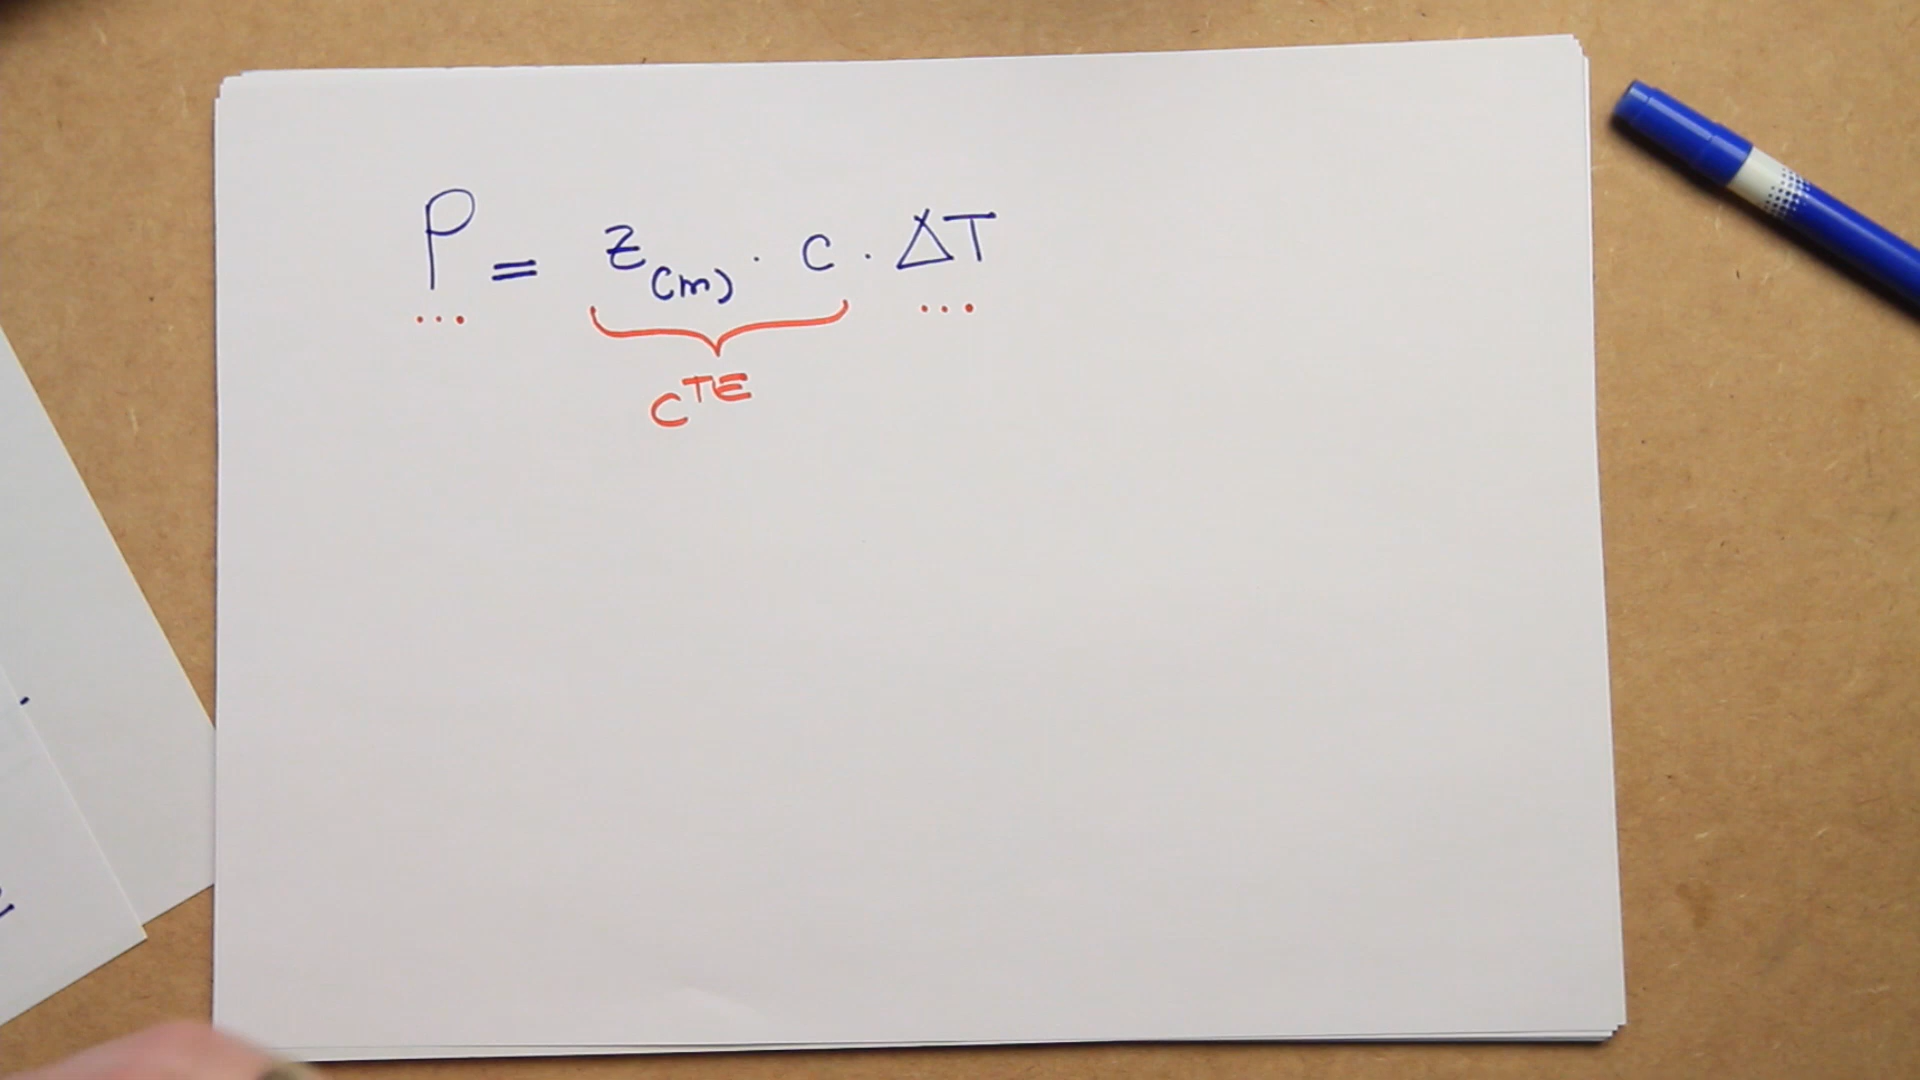 P = z(m) · c · ΔT
... ...
CTE